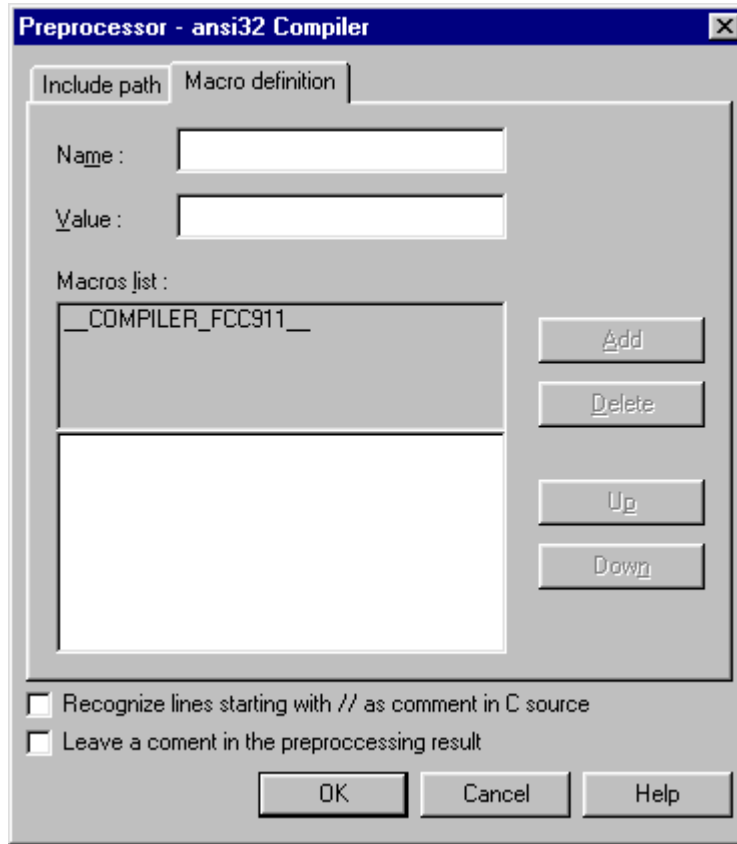 Preprocessor - ansi32 Compiler
Include path
Macro definition
Name :
Value :
Macros list :
__COMPILER_FCC911__
Add
Delete
Up
Down
Recognize lines starting with // as comment in C source
Leave a coment in the preproccessing result
OK
Cancel
Help